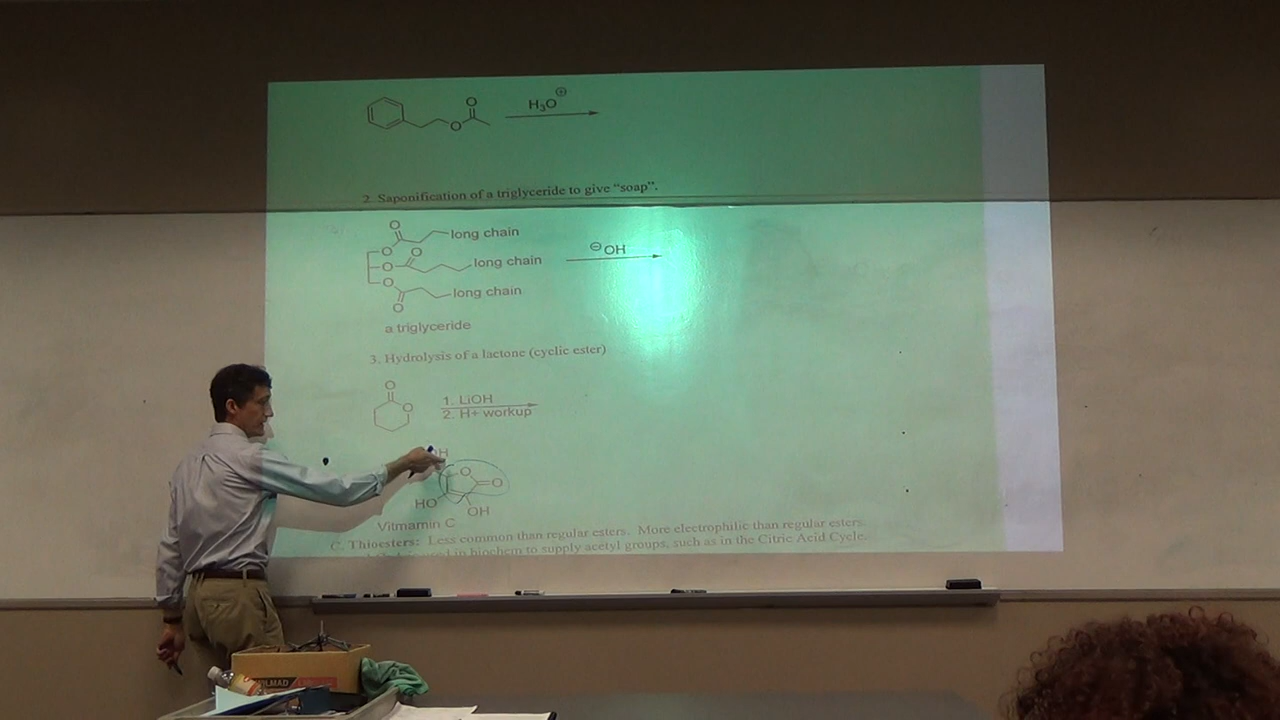 O
H₃O⊕
O
2. Saponification of a triglyceride to give “soap”.
O
long chain
O
O
O
long chain
⊖OH
O
long chain
O
a triglyceride
3. Hydrolysis of a lactone (cyclic ester)
O
O
1. LiOH
2. H+ workup
H
O
O
HO
OH
Vitmamin C
C. Thioesters: Less common than regular esters. More electrophilic than regular esters.
in biochem to supply acetyl groups, such as in the Citric Acid Cycle.
WILMAD